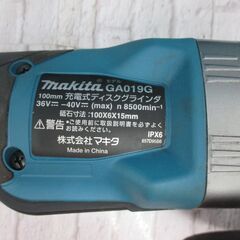 モデル
makita GA019G
100mm 充電式ディスクグラインダ
36V⎓ -40V⎓(max) n 8500min⁻¹
砥石寸法:100X6X15mm
⚠警告 ●ご使用前に取扱説明書を必ず
お読みください。
株式会社マキタ IPX6
Made in China